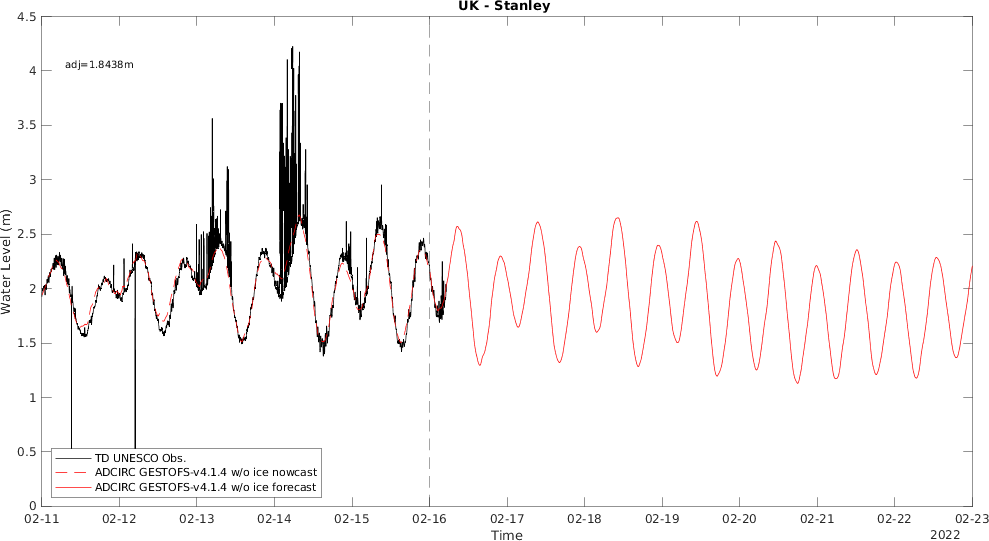 UK - Stanley
adj=1.8438m
Water Level (m)
4.5
4
3.5
3
2.5
2
1.5
1
0.5
0
TD UNESCO Obs.
ADCIRC GESTOFS-v4.1.4 w/o ice nowcast
ADCIRC GESTOFS-v4.1.4 w/o ice forecast
02-11 02-12 02-13 02-14 02-15 02-16 02-17 02-18 02-19 02-20 02-21 02-22 02-23
Time
2022